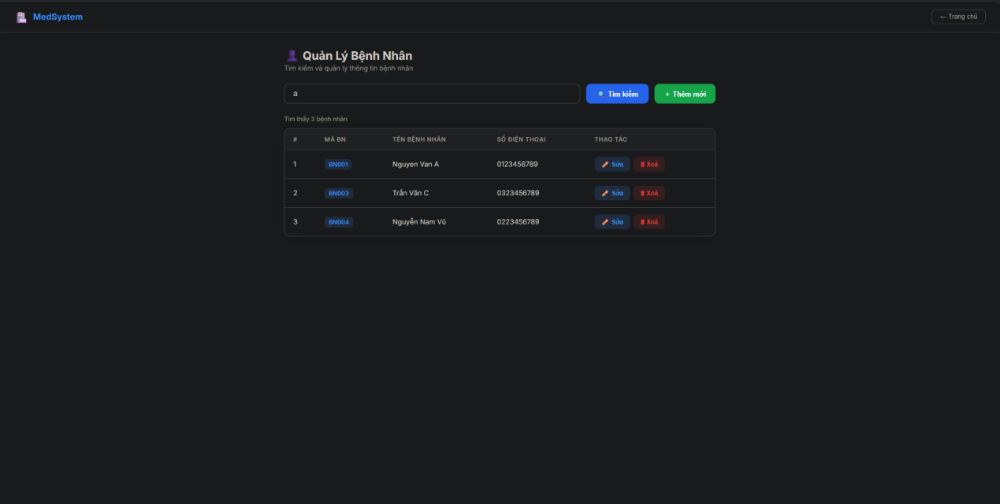 MedSystem
← Trang chủ
Quản Lý Bệnh Nhân
Tìm kiếm và quản lý thông tin bệnh nhân
a
Tìm kiếm
+ Thêm mới
Tìm thấy 3 bệnh nhân
# MÃ BN TÊN BỆNH NHÂN SỐ ĐIỆN THOẠI THAO TÁC
1 BN001 Nguyen Van A 0123456789 Sửa Xoá
2 BN003 Trần Văn C 0323456789 Sửa Xoá
3 BN004 Nguyễn Nam Vũ 0223456789 Sửa Xoá